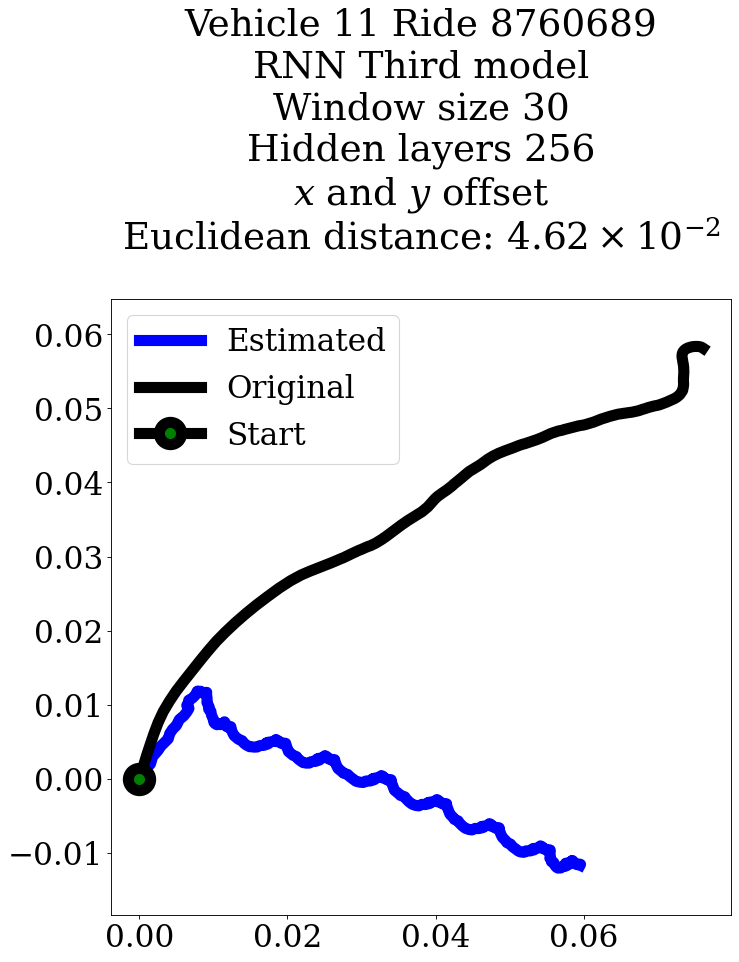 Vehicle 11 Ride 8760689
RNN Third model
Window size 30
Hidden layers 256
x and y offset
Euclidean distance: 4.62 × 10⁻²
Estimated
Original
Start
0.06
0.05
0.04
0.03
0.02
0.01
0.00
−0.01
0.00 0.02 0.04 0.06